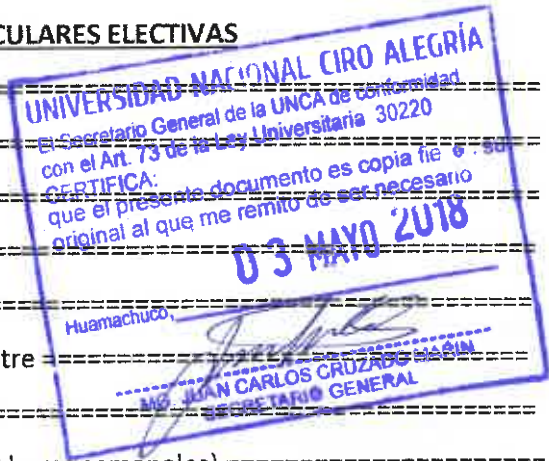 CULARES ELECTIVAS
UNIVERSIDAD NACIONAL CIRO ALEGRÍA
El Secretario General de la UNCA de conformidad
con el Art. 73 de la Ley Universitaria 30220
CERTIFICA:
que el presente documento es copia fie su
original al que me remito de ser necesario
03 MAYO 2018
Huamachuco,
tre
MG. JUAN CARLOS CRUZADO MARIN
SECRETARIO GENERAL